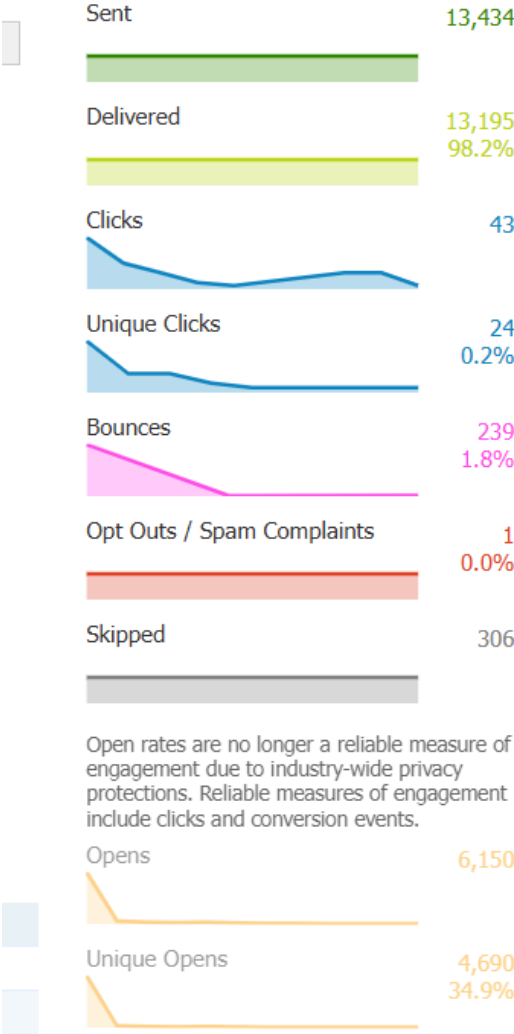 Sent 13,434
Delivered 13,195
98.2%
Clicks 43
Unique Clicks 24
0.2%
Bounces 239
1.8%
Opt Outs / Spam Complaints 1
0.0%
Skipped 306
Open rates are no longer a reliable measure of
engagement due to industry-wide privacy
protections. Reliable measures of engagement
include clicks and conversion events.
Opens 6,150
Unique Opens 4,690
34.9%